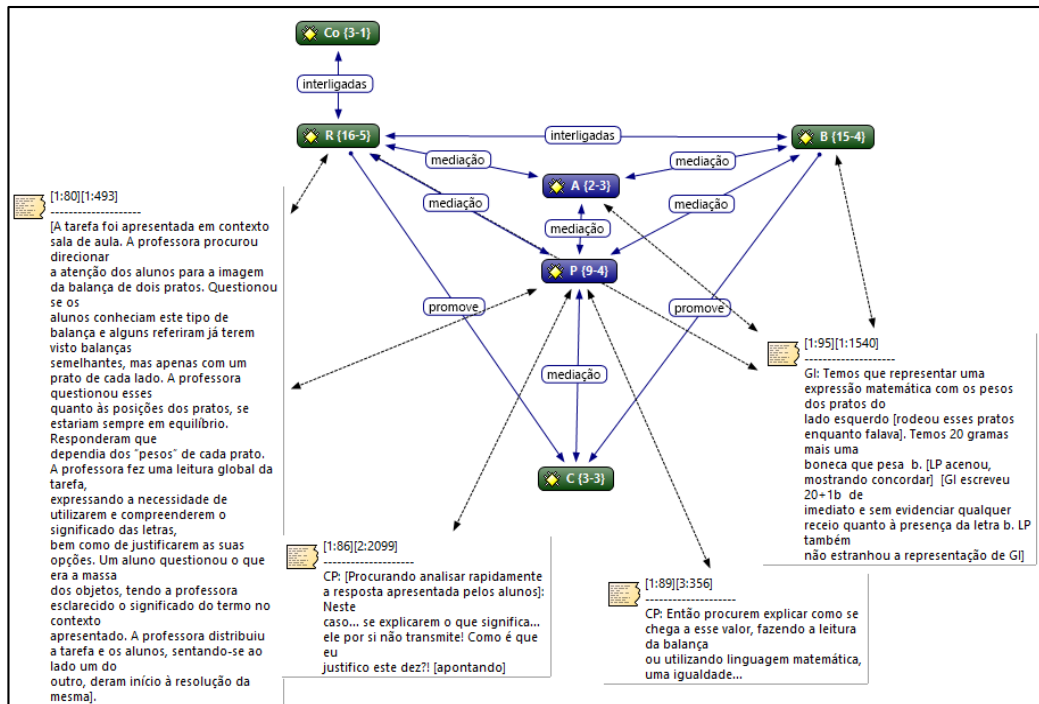 Co {3-1}
interligadas
R {16-5}
interligadas
B {15-4}
mediação
mediação
A {2-3}
mediação
mediação
mediação
P {9-4}
promove
promove
mediação
C {3-3}
[1:80][1:493]
--------------------
[A tarefa foi apresentada em contexto
sala de aula. A professora procurou
direcionar
a atenção dos alunos para a imagem
da balança de dois pratos. Questionou
se os
alunos conheciam este tipo de
balança e alguns referiram já terem
visto balanças
semelhantes, mas apenas com um
prato de cada lado. A professora
questionou esses
quanto às posições dos pratos, se
estariam sempre em equilíbrio.
Responderam que
dependia dos "pesos" de cada prato.
A professora fez uma leitura global da
tarefa,
expressando a necessidade de
utilizarem e compreenderem o
significado das letras,
bem como de justificarem as suas
opções. Um aluno questionou o que
era a massa
dos objetos, tendo a professora
esclarecido o significado do termo no
contexto
apresentado. A professora distribuiu
a tarefa e os alunos, sentando-se ao
lado um do
outro, deram início à resolução da
mesma].
[1:86][2:2099]
--------------------
CP: [Procurando analisar rapidamente
a resposta apresentada pelos alunos]:
Neste
caso... se explicarem o que significa...
ele por si não transmite! Como é que
eu
justifico este dez?! [apontando]
[1:89][3:356]
--------------------
CP: Então procurem explicar como se
chega a esse valor, fazendo a leitura
da balança
ou utilizando linguagem matemática,
uma igualdade...
[1:95][1:1540]
--------------------
GI: Temos que representar uma
expressão matemática com os pesos
dos pratos do
lado esquerdo [rodeou esses pratos
enquanto falava]. Temos 20 gramas
mais uma
boneca que pesa b. [LP acenou,
mostrando concordar] [GI escreveu
20+1b de
imediato e sem evidenciar qualquer
receio quanto à presença da letra b. LP
também
não estranhou a representação de GI]